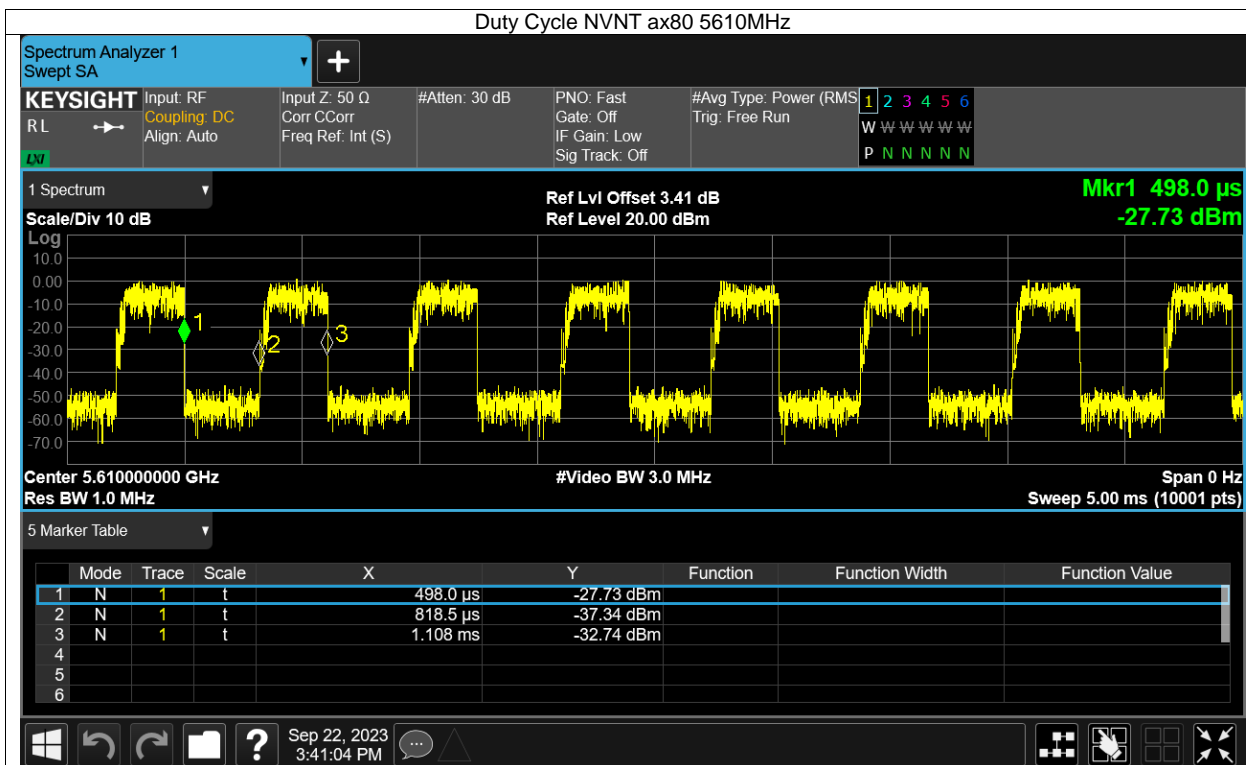 Duty Cycle NVNT ax80 5610MHz
Spectrum Analyzer 1
Swept SA
KEYSIGHT
R L
LXI
Input: RF
Coupling: DC
Align: Auto
Input Z: 50 Ω
Corr CCorr
Freq Ref: Int (S)
#Atten: 30 dB
PNO: Fast
Gate: Off
IF Gain: Low
Sig Track: Off
#Avg Type: Power (RMS
Trig: Free Run
1 2 3 4 5 6
W W W W W W
P N N N N N
1 Spectrum
Scale/Div 10 dB
Ref Lvl Offset 3.41 dB
Ref Level 20.00 dBm
Mkr1 498.0 µs
-27.73 dBm
Log
10.0
0.00
-10.0
-20.0
-30.0
-40.0
-50.0
-60.0
-70.0
1
2
3
Center 5.610000000 GHz
#Video BW 3.0 MHz
Span 0 Hz
Res BW 1.0 MHz
Sweep 5.00 ms (10001 pts)
5 Marker Table
Mode Trace Scale X Y Function Function Width Function Value
1 N 1 t 498.0 µs -27.73 dBm
2 N 1 t 818.5 µs -37.34 dBm
3 N 1 t 1.108 ms -32.74 dBm
4
5
6
?
Sep 22, 2023
3:41:04 PM